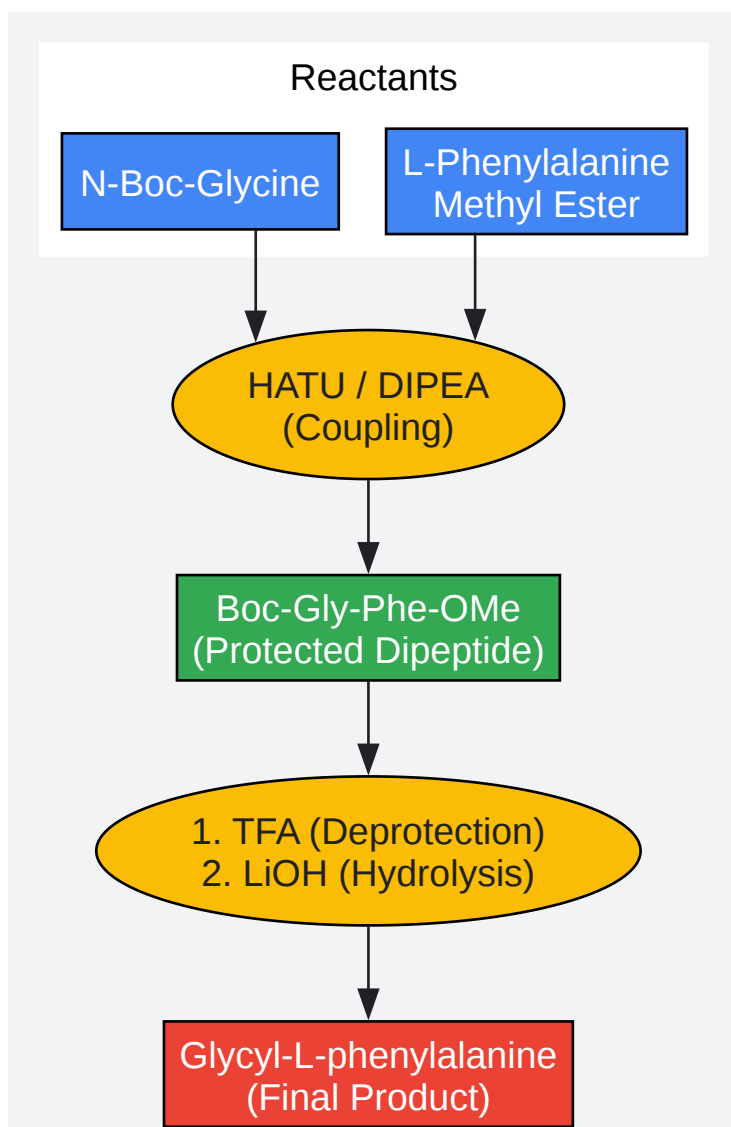 Reactants
N-Boc-Glycine
L-Phenylalanine
Methyl Ester
HATU / DIPEA
(Coupling)
Boc-Gly-Phe-OMe
(Protected Dipeptide)
1. TFA (Deprotection)
2. LiOH (Hydrolysis)
Glycyl-L-phenylalanine
(Final Product)